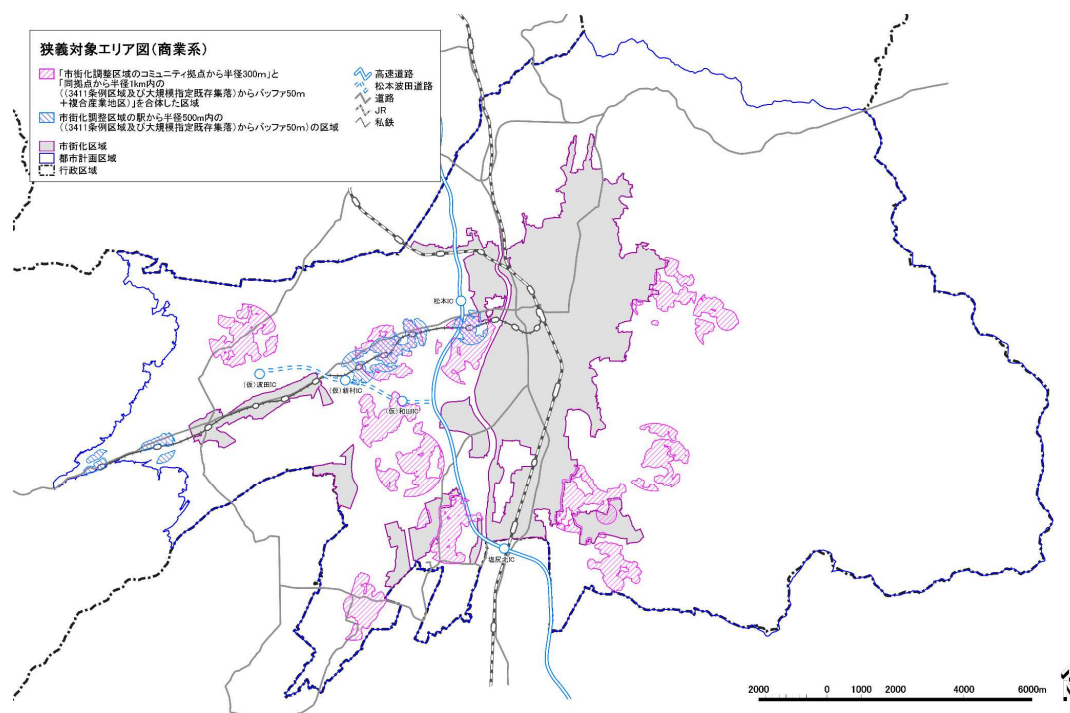 狭義対象エリア図(商業系)
「市街化調整区域のコミュニティ拠点から半径300m」と
「同拠点から半径1km内の
((3411条例区域及び大規模指定既存集落)からバッファ50m
+複合産業地区)」を合体した区域
市街化調整区域の駅から半径500m内の
((3411条例区域及び大規模指定既存集落)からバッファ50m)の区域
市街化区域
都市計画区域
行政区域
高速道路
松本波田道路
道路
JR
私鉄
松本IC
(仮)波田IC
(仮)新村IC
(仮)和田IC
塩尻北IC
2000 0 1000 2000 4000 6000m